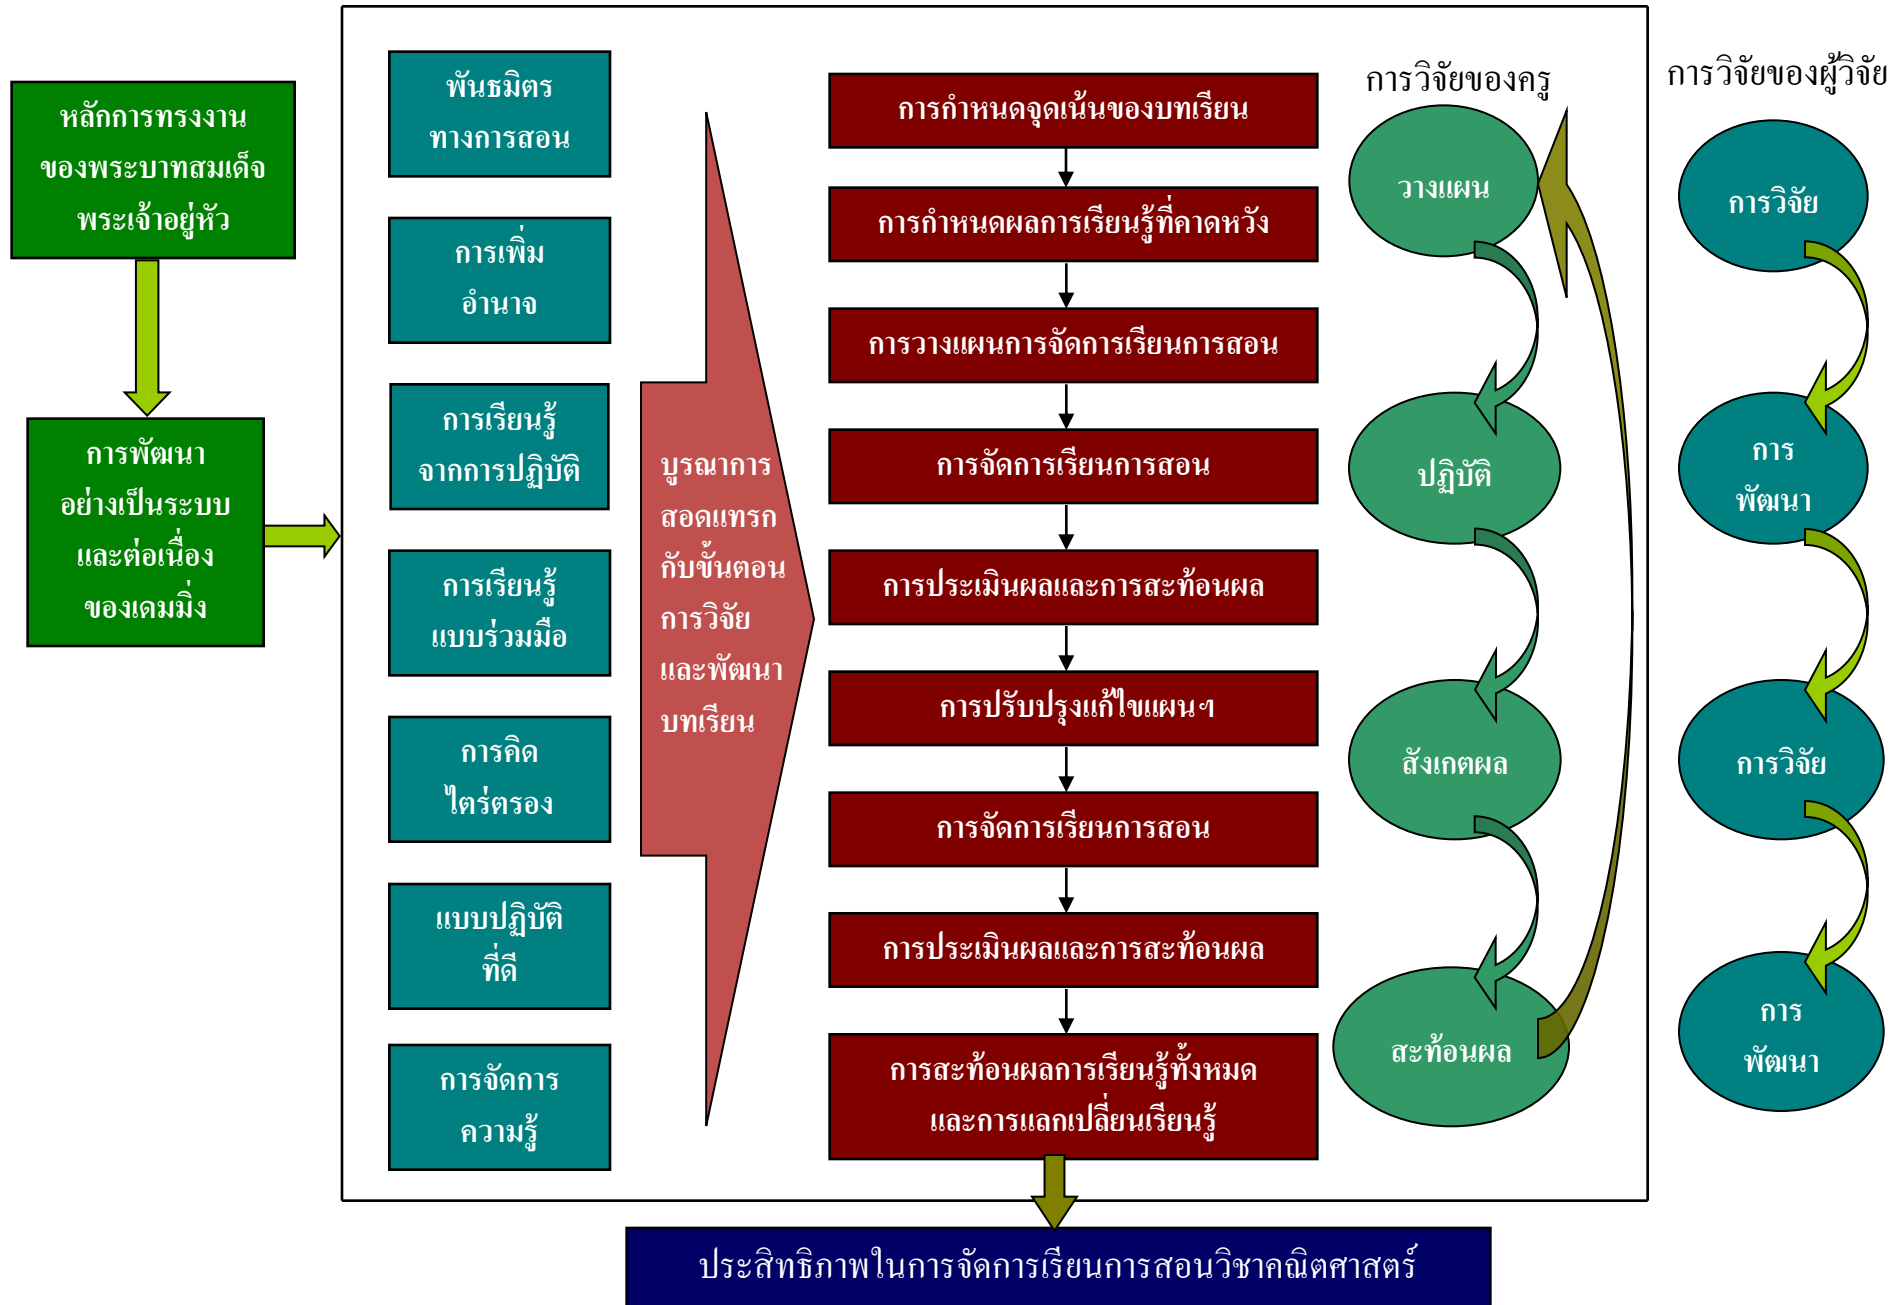 หลักการทรงงาน
ของพระบาทสมเด็จ
พระเจ้าอยู่หัว
การพัฒนา
อย่างเป็นระบบ
และต่อเนื่อง
ของเดมมิ่ง
พันธมิตร
ทางการสอน
การเพิ่ม
อำนาจ
การเรียนรู้
จากการปฏิบัติ
การเรียนรู้
แบบร่วมมือ
การคิด
ไตร่ตรอง
แบบปฏิบัติ
ที่ดี
การจัดการ
ความรู้
บูรณาการ
สอดแทรก
กับขั้นตอน
การวิจัย
และพัฒนา
บทเรียน
การกำหนดจุดเน้นของบทเรียน
การกำหนดผลการเรียนรู้ที่คาดหวัง
การวางแผนการจัดการเรียนการสอน
การจัดการเรียนการสอน
การประเมินผลและการสะท้อนผล
การปรับปรุงแก้ไขแผนฯ
การจัดการเรียนการสอน
การประเมินผลและการสะท้อนผล
การสะท้อนผลการเรียนรู้ทั้งหมด
และการแลกเปลี่ยนเรียนรู้
การวิจัยของครู
วางแผน
ปฏิบัติ
สังเกตผล
สะท้อนผล
การวิจัยของผู้วิจัย
การวิจัย
การ
พัฒนา
การวิจัย
การ
พัฒนา
ประสิทธิภาพในการจัดการเรียนการสอนวิชาคณิตศาสตร์